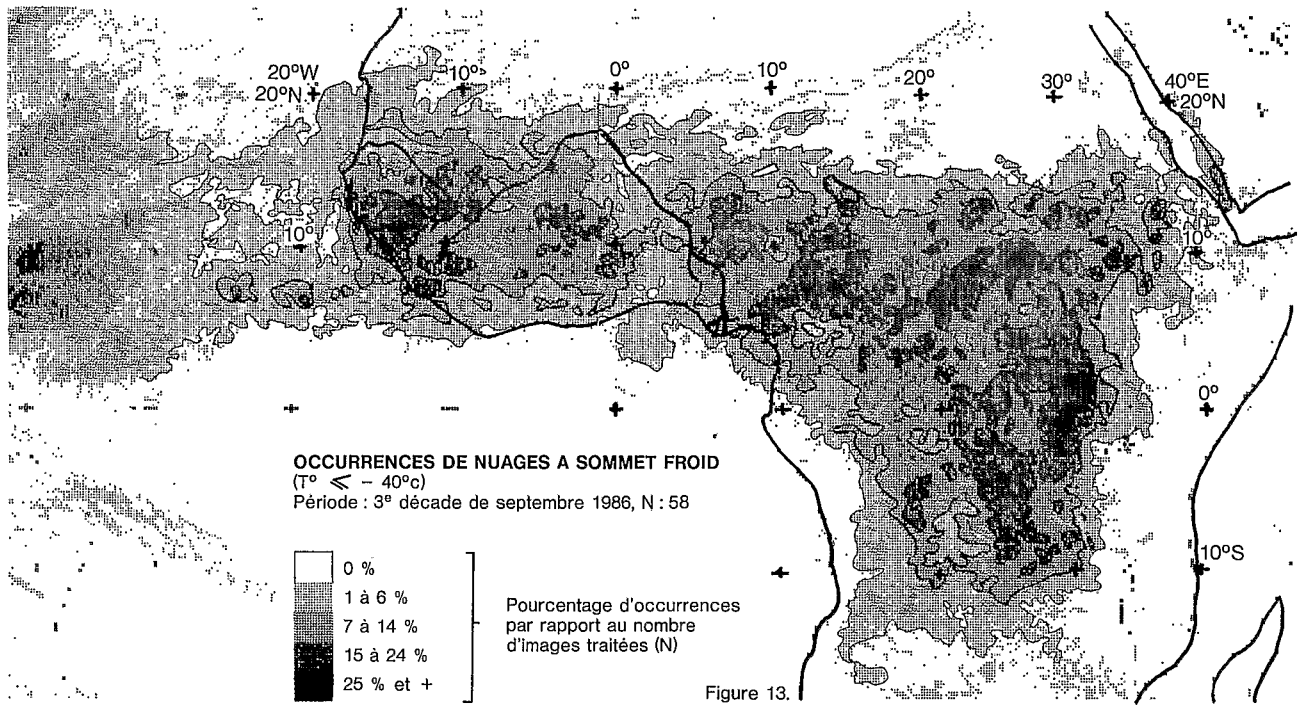 20°W
10°
0°
10°
20°
30°
40°E
20°N
20°N
10°
10°
0°
OCCURRENCES DE NUAGES A SOMMET FROID
(T° ⩽ – 40°c)
Période : 3e décade de septembre 1986, N : 58
10°S
0 %
1 à 6 %
7 à 14 %
15 à 24 %
25 % et +
Pourcentage d'occurrences
par rapport au nombre
d'images traitées (N)
Figure 13.